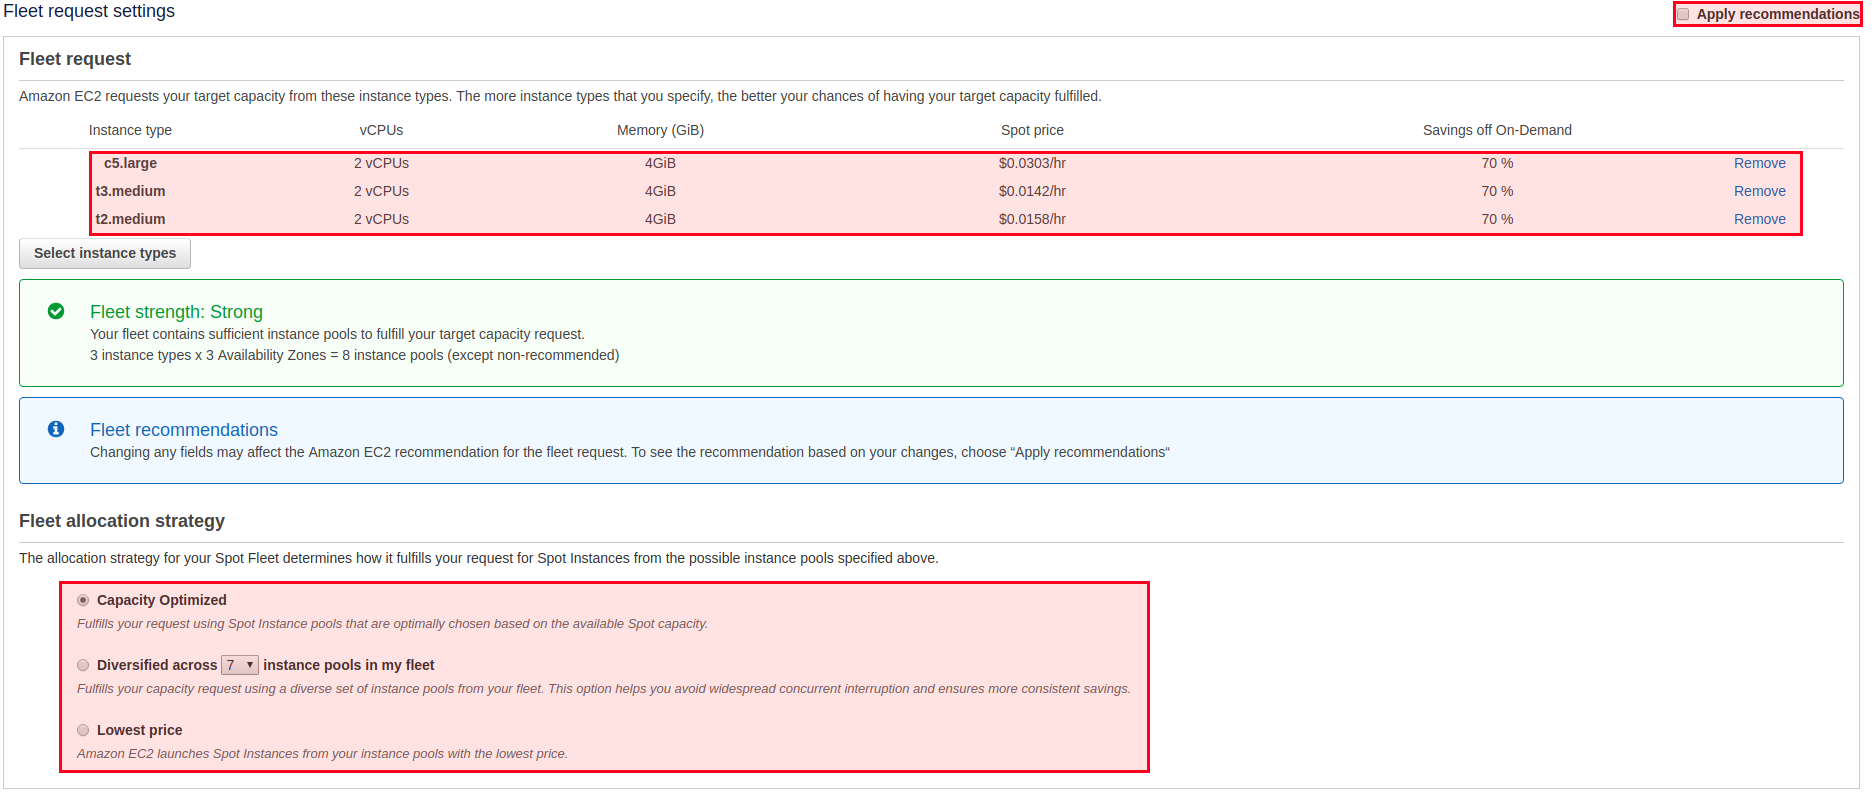 Fleet request settings
Apply recommendations
Fleet request
Amazon EC2 requests your target capacity from these instance types. The more instance types that you specify, the better your chances of having your target capacity fulfilled.
Instance type vCPUs Memory (GiB) Spot price Savings off On-Demand
c5.large 2 vCPUs 4GiB $0.0303/hr 70 % Remove
t3.medium 2 vCPUs 4GiB $0.0142/hr 70 % Remove
t2.medium 2 vCPUs 4GiB $0.0158/hr 70 % Remove
Select instance types
Fleet strength: Strong
Your fleet contains sufficient instance pools to fulfill your target capacity request.
3 instance types x 3 Availability Zones = 8 instance pools (except non-recommended)
Fleet recommendations
Changing any fields may affect the Amazon EC2 recommendation for the fleet request. To see the recommendation based on your changes, choose “Apply recommendations“
Fleet allocation strategy
The allocation strategy for your Spot Fleet determines how it fulfills your request for Spot Instances from the possible instance pools specified above.
Capacity Optimized
Fulfills your request using Spot Instance pools that are optimally chosen based on the available Spot capacity.
Diversified across 7 instance pools in my fleet
Fulfills your capacity request using a diverse set of instance pools from your fleet. This option helps you avoid widespread concurrent interruption and ensures more consistent savings.
Lowest price
Amazon EC2 launches Spot Instances from your instance pools with the lowest price.